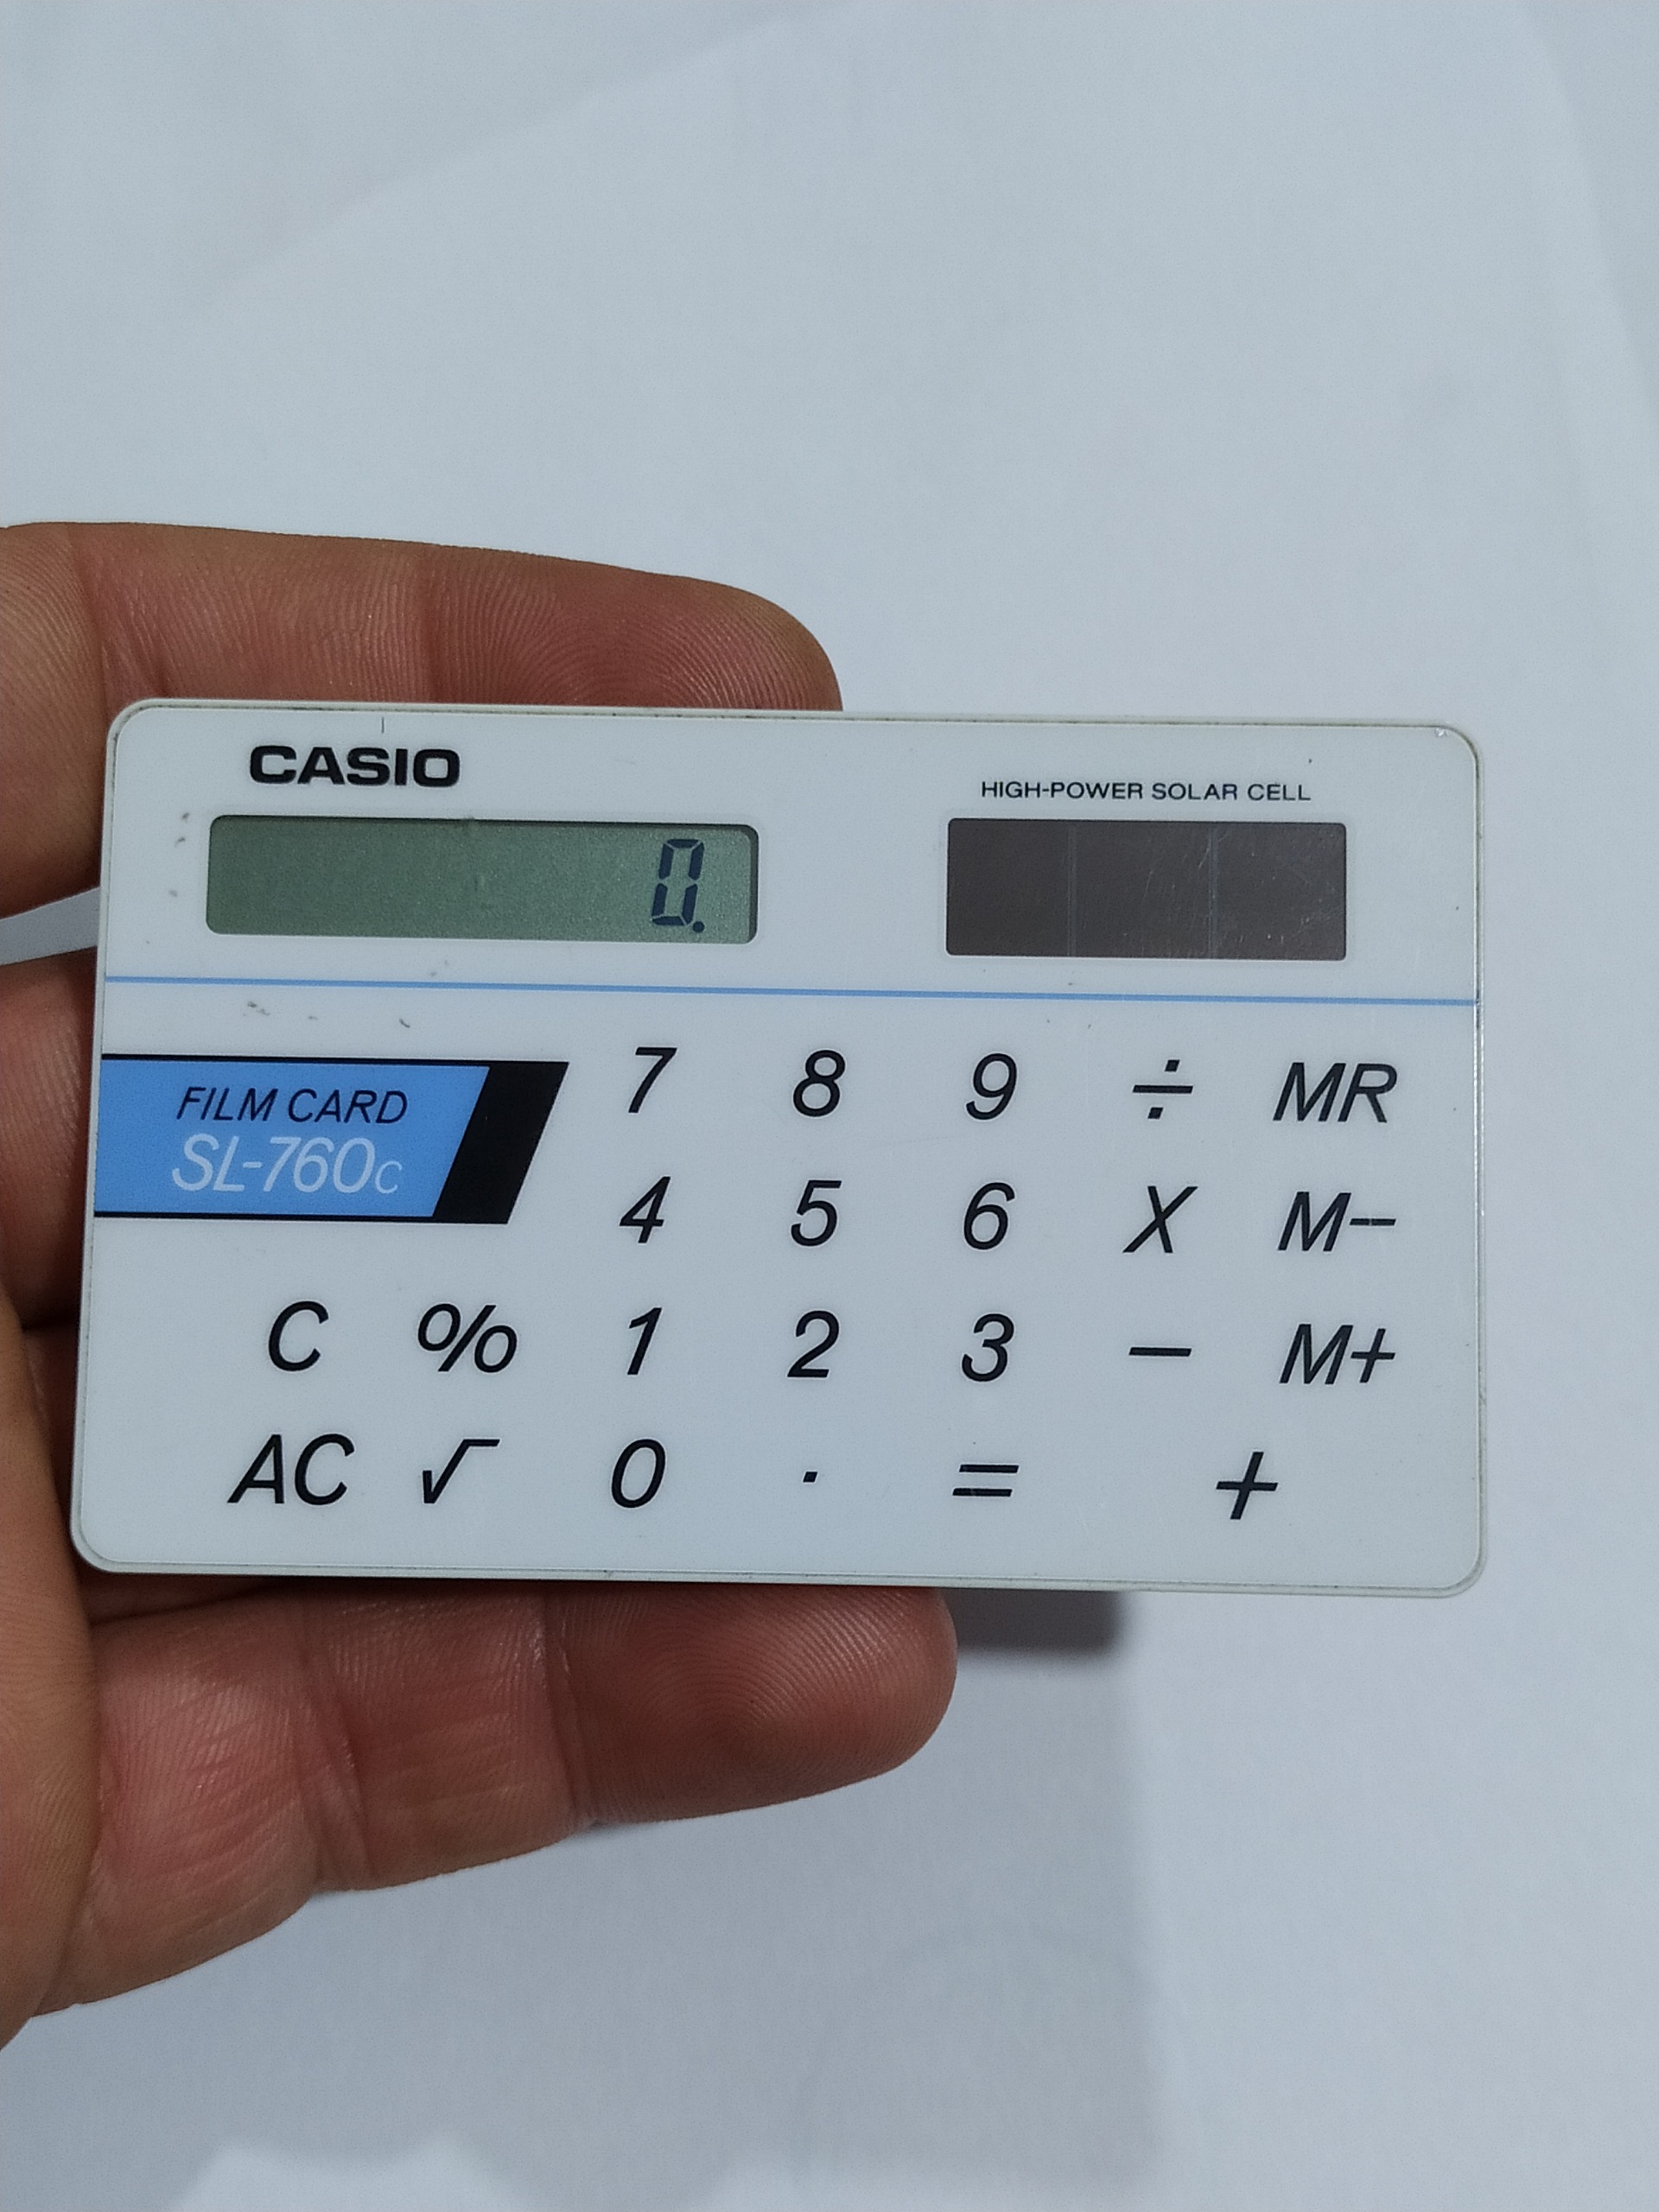 CASIO
HIGH-POWER SOLAR CELL
0.
FILM CARD
SL-760C
7 8 9 ÷ MR
4 5 6 X M-
C % 1 2 3 - M+
AC √ 0 · = +